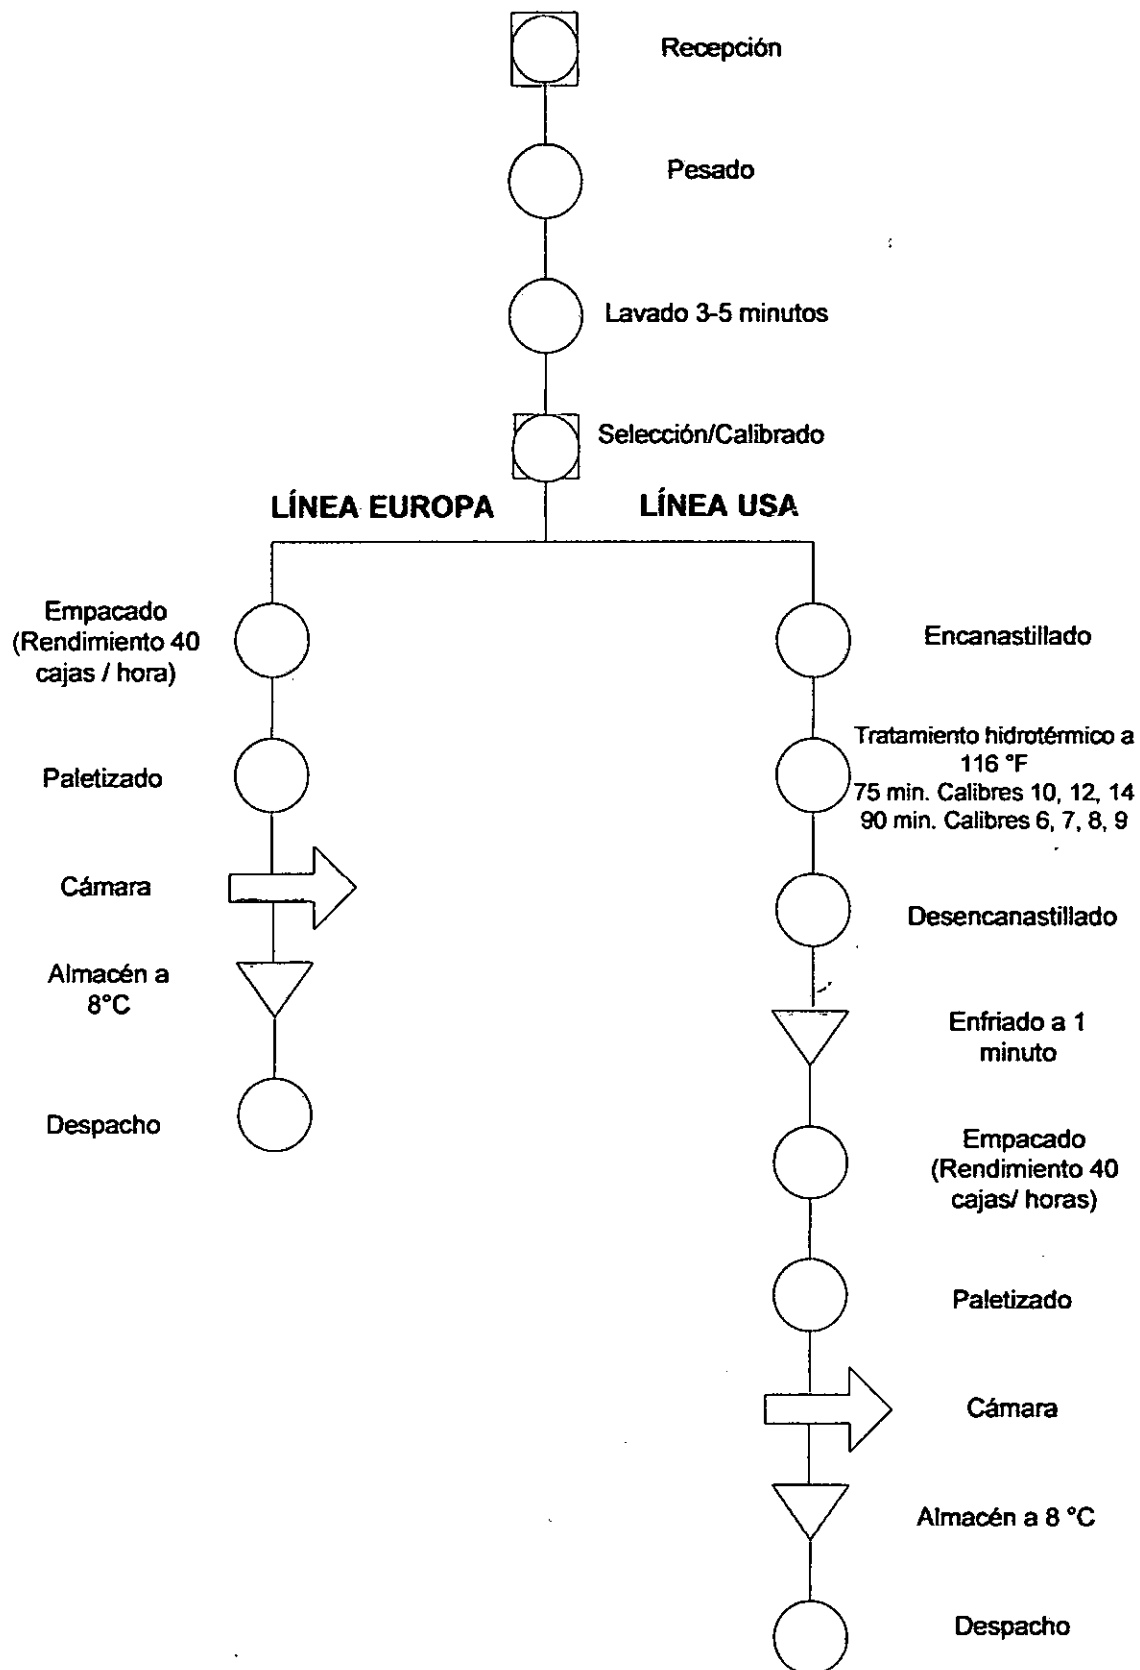 Recepción
Pesado
Lavado 3-5 minutos
Selección/Calibrado
LÍNEA EUROPA
LÍNEA USA
Empacado
(Rendimiento 40
cajas / hora)
Paletizado
Cámara
Almacén a
8°C
Despacho
Encanastillado
Tratamiento hidrotérmico a
116 °F
75 min. Calibres 10, 12, 14
90 min. Calibres 6, 7, 8, 9
Desencanastillado
Enfriado a 1
minuto
Empacado
(Rendimiento 40
cajas/ horas)
Paletizado
Cámara
Almacén a 8 °C
Despacho